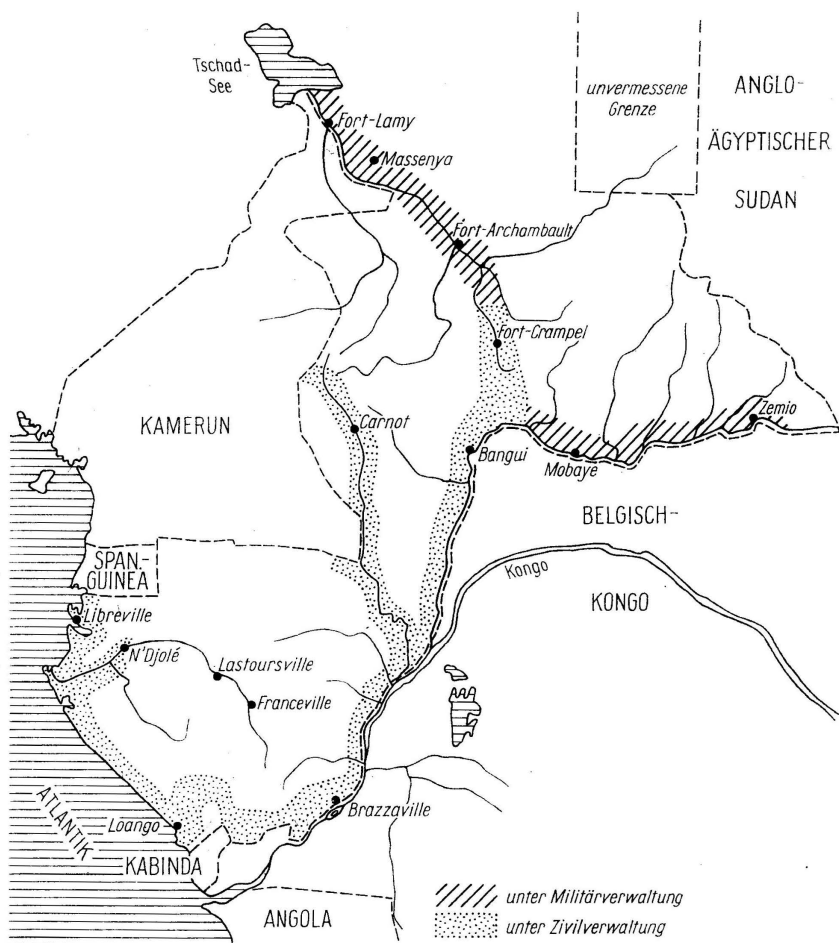 Tschad-
See
Fort-Lamy
Massenya
unvermessene
Grenze
ANGLO-
ÄGYPTISCHER
SUDAN
Fort-Archambault
Fort-Crampel
KAMERUN
Carnot
Bangui
Mobaye
Zemio
BELGISCH-
KONGO
Kongo
SPAN.-
GUINEA
Libreville
N'Djolé
Lastoursville
Franceville
ATLANTIK
Loango
Brazzaville
KABINDA
ANGOLA
unter Militärverwaltung
unter Zivilverwaltung